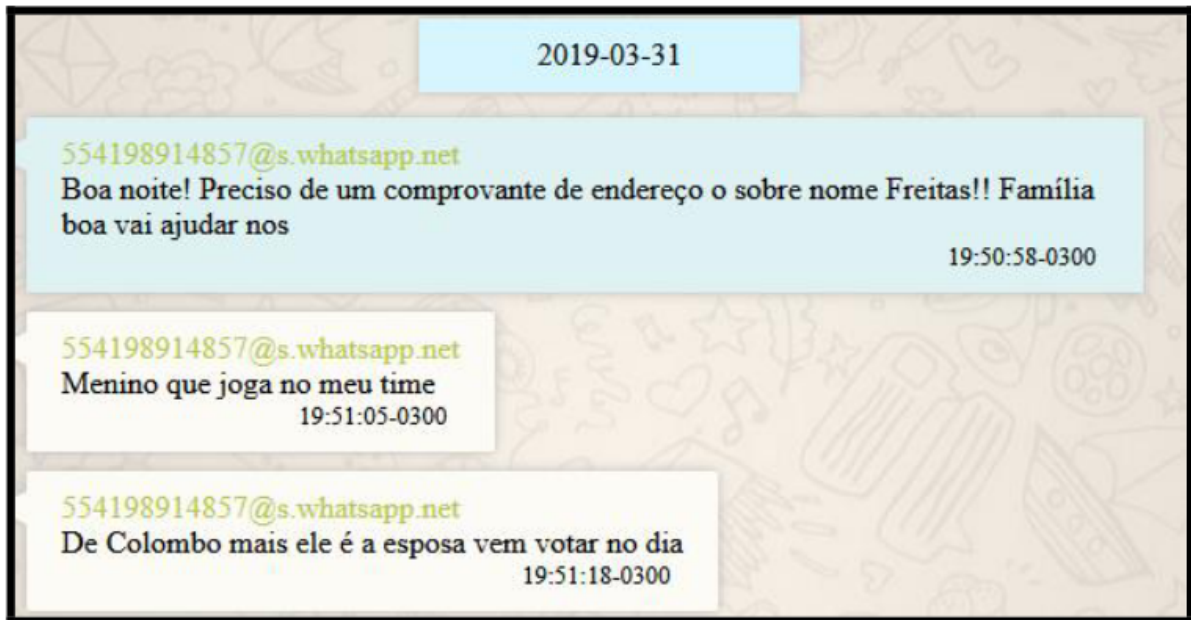 2019-03-31
554198914857@s.whatsapp.net
Boa noite! Preciso de um comprovante de endereço o sobre nome Freitas!! Família
boa vai ajudar nos
19:50:58-0300
554198914857@s.whatsapp.net
Menino que joga no meu time
19:51:05-0300
554198914857@s.whatsapp.net
De Colombo mais ele é a esposa vem votar no dia
19:51:18-0300